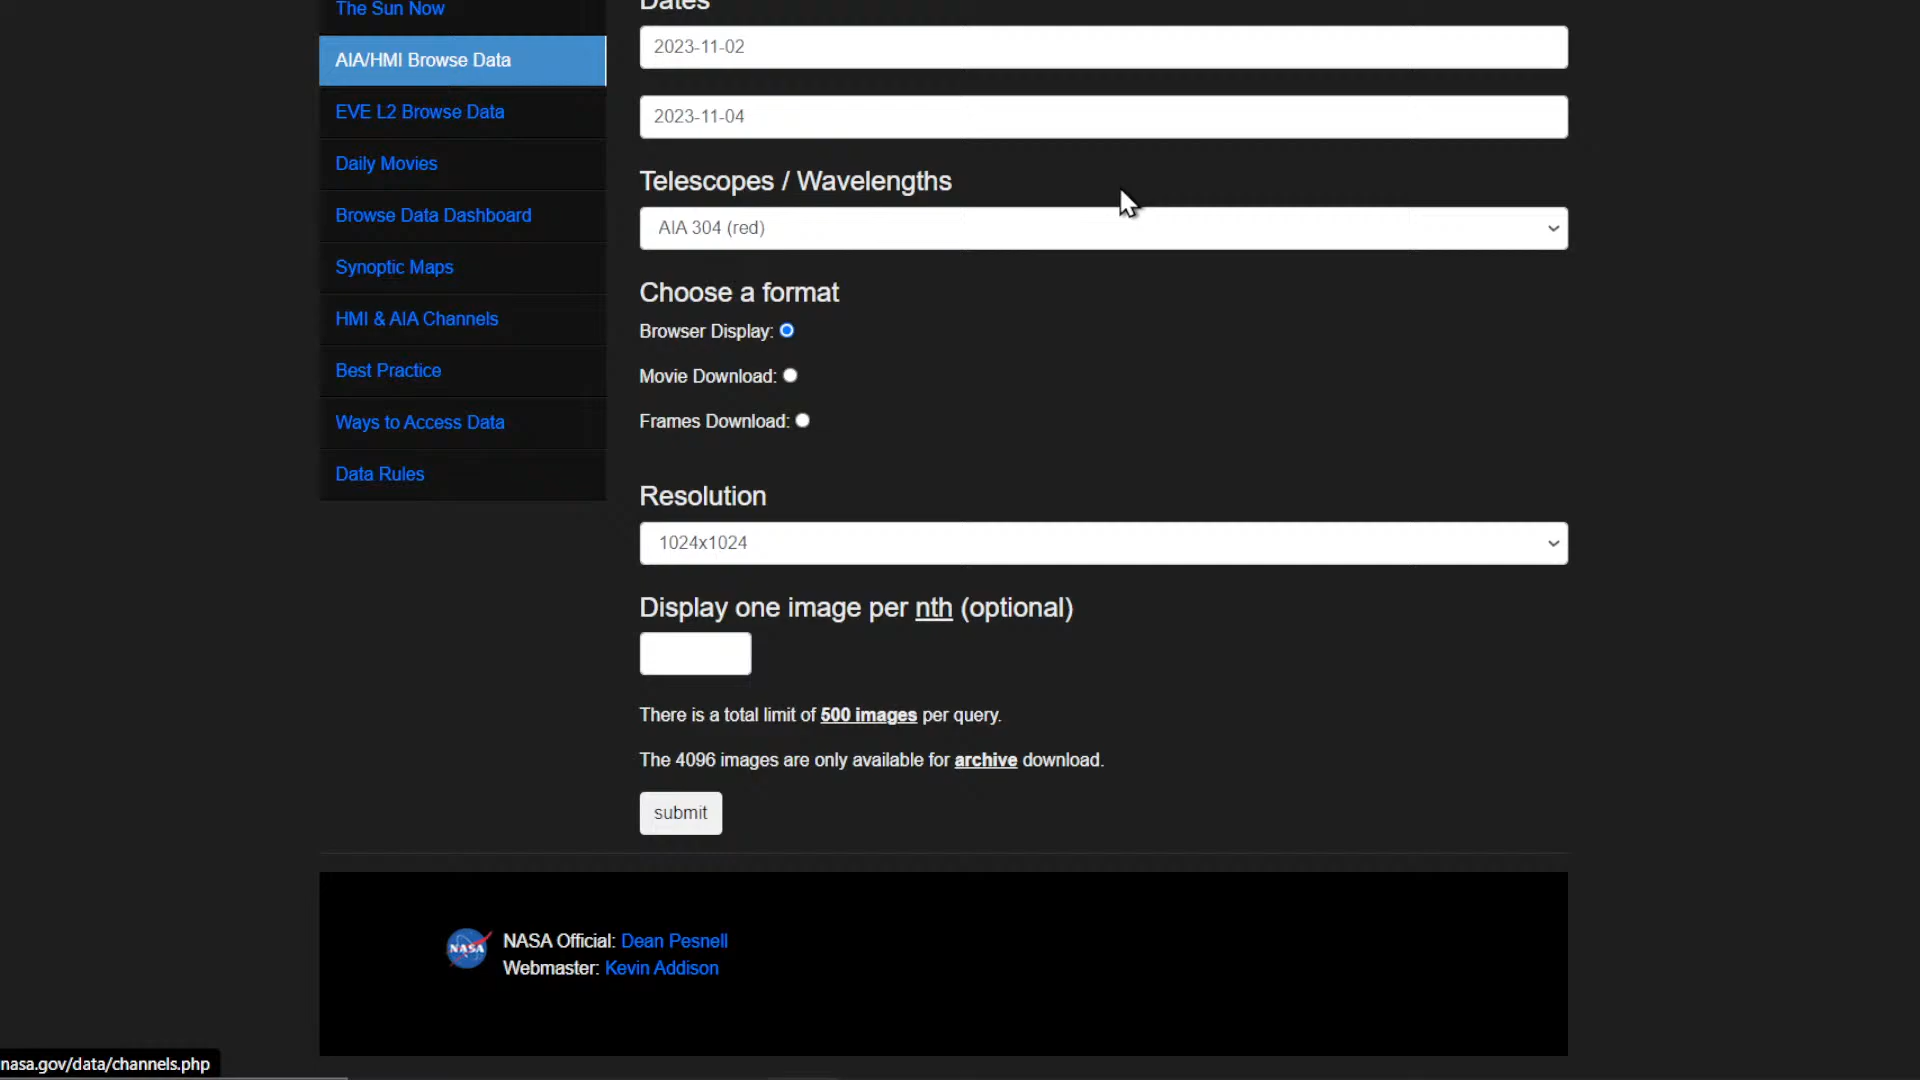 The Sun Now
AIA/HMI Browse Data
EVE L2 Browse Data
Daily Movies
Browse Data Dashboard
Synoptic Maps
HMI & AIA Channels
Best Practice
Ways to Access Data
Data Rules
Dates
2023-11-02
2023-11-04
Telescopes / Wavelengths
AIA 304 (red)
Choose a format
Browser Display:
Movie Download:
Frames Download:
Resolution
1024x1024
Display one image per nth (optional)
There is a total limit of 500 images per query.
The 4096 images are only available for archive download.
submit
NASA
NASA Official: Dean Pesnell
Webmaster: Kevin Addison
nasa.gov/data/channels.php